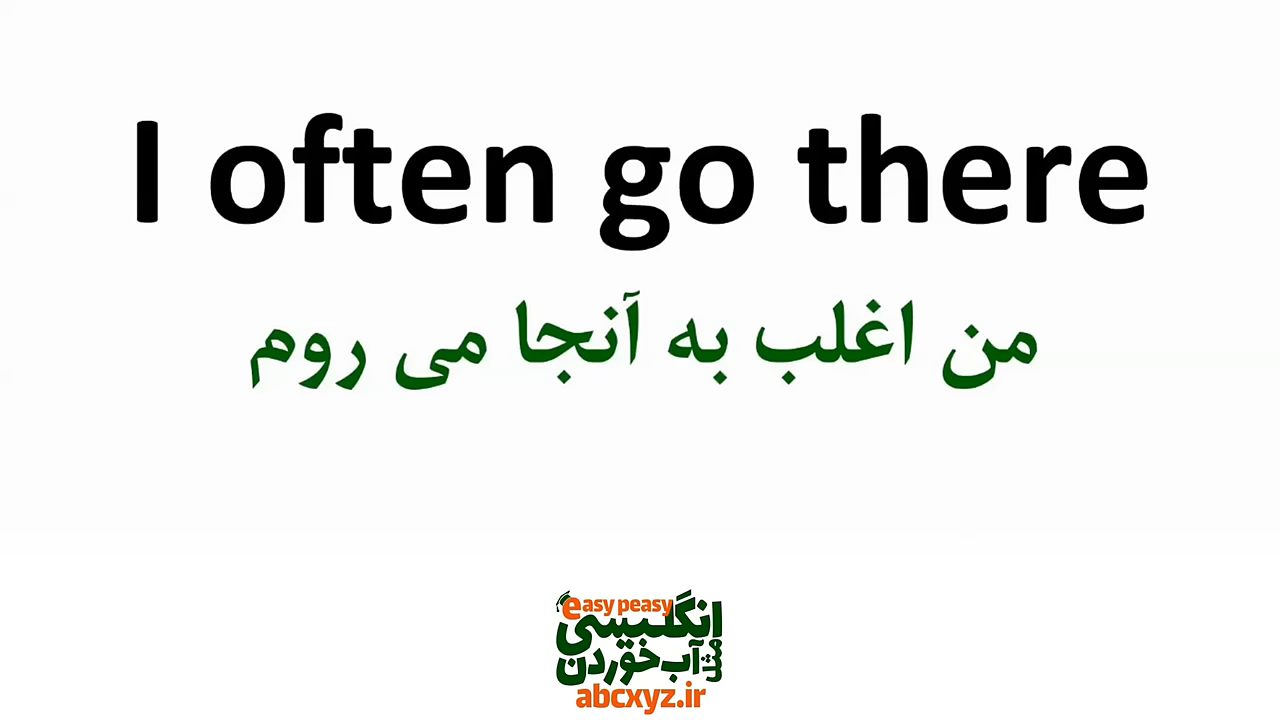 I often go there
من اغلب به آنجا می روم
easy peasy
انگلیسی
مثل آب خوردن
abcxyz.ir